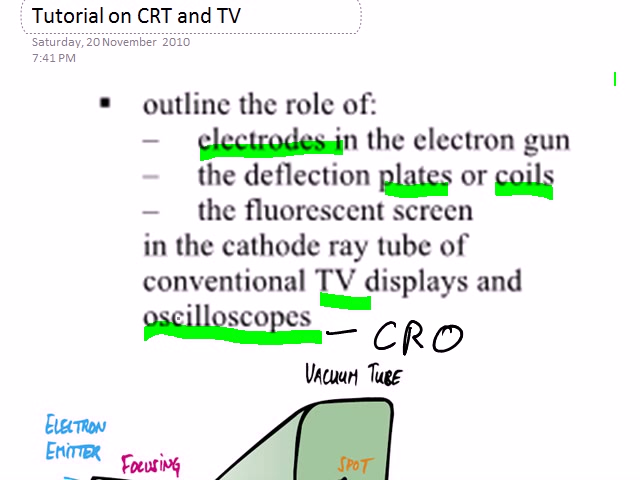 Tutorial on CRT and TV
Saturday, 20 November 2010
7:41 PM
▪ outline the role of:
– electrodes in the electron gun
– the deflection plates or coils
– the fluorescent screen
in the cathode ray tube of
conventional TV displays and
oscilloscopes – CRO
VACUUM TUBE
ELECTRON
EMITTER
FOCUSING
SPOT